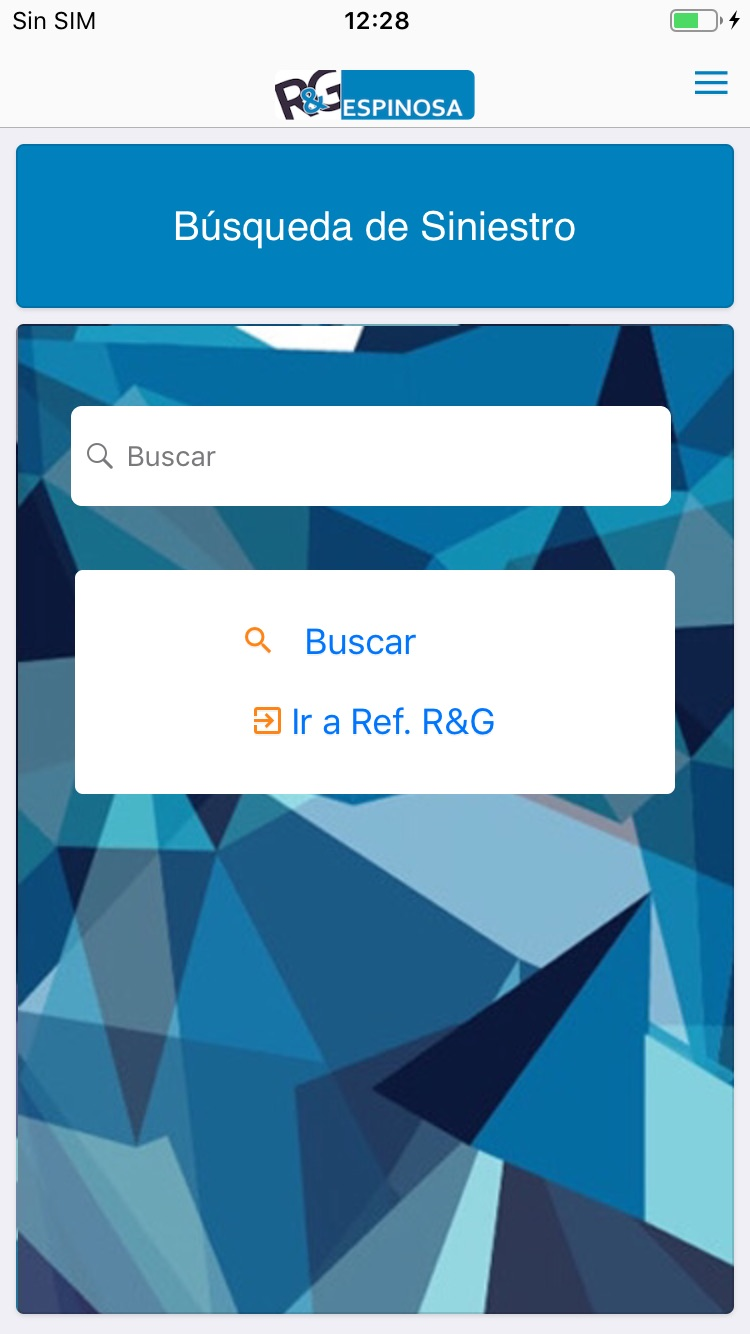 Sin SIM
12:28
R&G ESPINOSA
Búsqueda de Siniestro
Buscar
Buscar
Ir a Ref. R&G